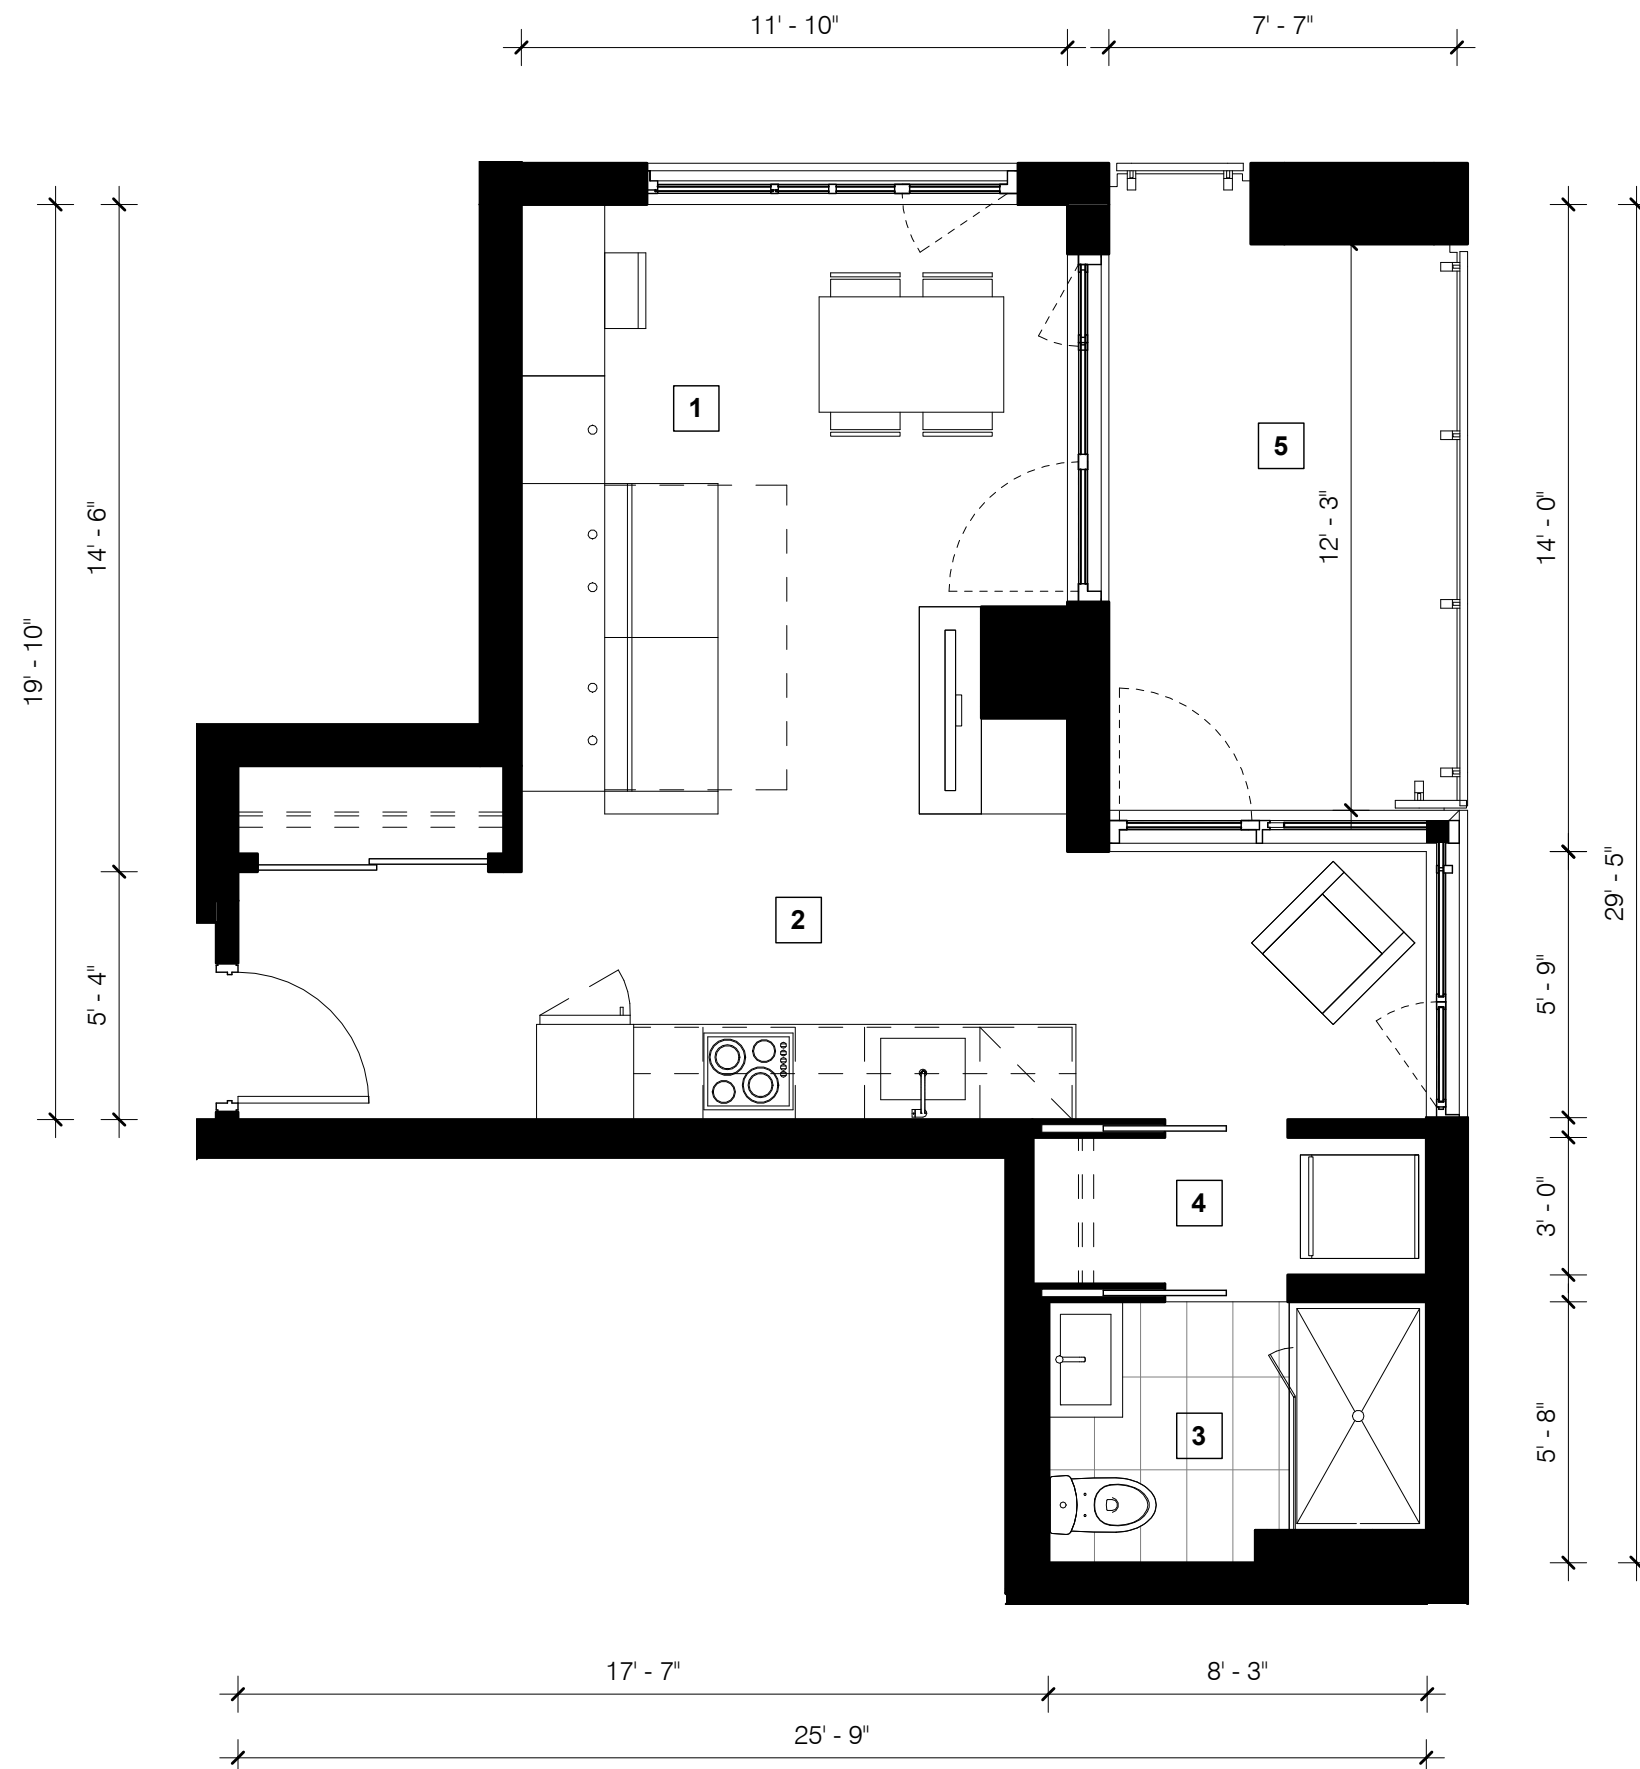 11' - 10"
7' - 7"
1
5
12' - 3"
14' - 6"
14' - 0"
19' - 10"
29' - 5"
2
5' - 4"
5' - 9"
4
3' - 0"
3
5' - 8"
17' - 7"
8' - 3"
25' - 9"